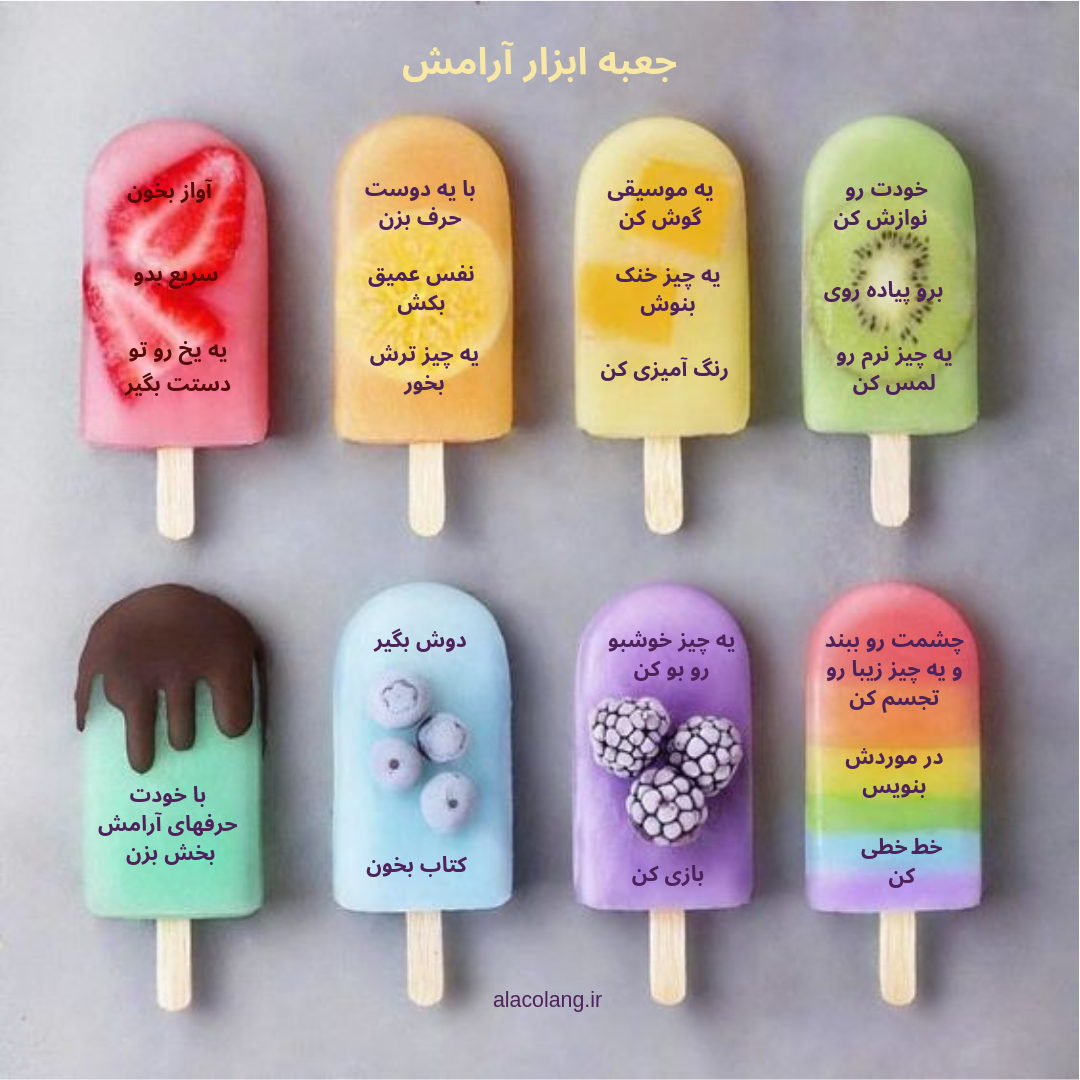 جعبه ابزار آرامش
خودت رو
نوازش کن
برو پیاده روی
یه چیز نرم رو
لمس کن
یه موسیقی
گوش کن
یه چیز خنک
بنوش
رنگ آمیزی کن
با یه دوست
حرف بزن
نفس عمیق
بکش
یه چیز ترش
بخور
آواز بخون
سریع بدو
یه یخ رو تو
دستت بگیر
چشمت رو ببند
و یه چیز زیبا رو
تجسم کن
در موردش
بنویس
خط خطی
کن
یه چیز خوشبو
رو بو کن
بازی کن
دوش بگیر
کتاب بخون
با خودت
حرفهای آرامش
بخش بزن
alacolang.ir